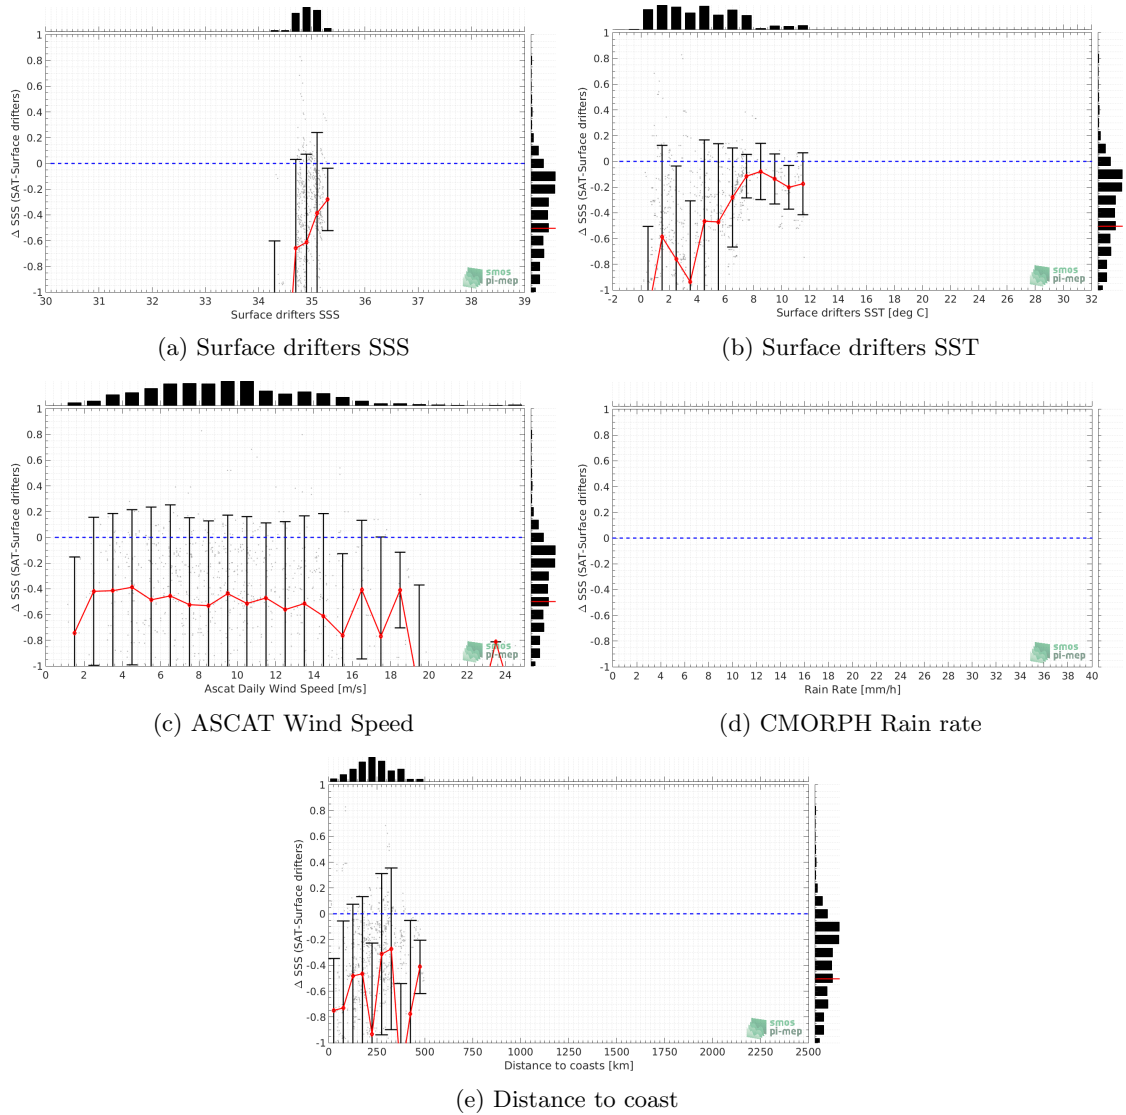 1
0.8
0.6
0.4
0.2
0
-0.2
-0.4
-0.6
-0.8
-1
Δ SSS (SAT-Surface drifters)
30 31 32 33 34 35 36 37 38 39
Surface drifters SSS
smos
pi-mep
(a) Surface drifters SSS
1
0.8
0.6
0.4
0.2
0
-0.2
-0.4
-0.6
-0.8
-1
Δ SSS (SAT-Surface drifters)
-2 0 2 4 6 8 10 12 14 16 18 20 22 24 26 28 30 32
Surface drifters SST [deg C]
smos
pi-mep
(b) Surface drifters SST
1
0.8
0.6
0.4
0.2
0
-0.2
-0.4
-0.6
-0.8
-1
Δ SSS (SAT-Surface drifters)
0 2 4 6 8 10 12 14 16 18 20 22 24
Ascat Daily Wind Speed [m/s]
smos
pi-mep
(c) ASCAT Wind Speed
1
0.8
0.6
0.4
0.2
0
-0.2
-0.4
-0.6
-0.8
-1
Δ SSS (SAT-Surface drifters)
0 2 4 6 8 10 12 14 16 18 20 22 24 26 28 30 32 34 36 38 40
Rain Rate [mm/h]
smos
pi-mep
(d) CMORPH Rain rate
1
0.8
0.6
0.4
0.2
0
-0.2
-0.4
-0.6
-0.8
-1
Δ SSS (SAT-Surface drifters)
0 250 500 750 1000 1250 1500 1750 2000 2250 2500
Distance to coasts [km]
smos
pi-mep
(e) Distance to coast